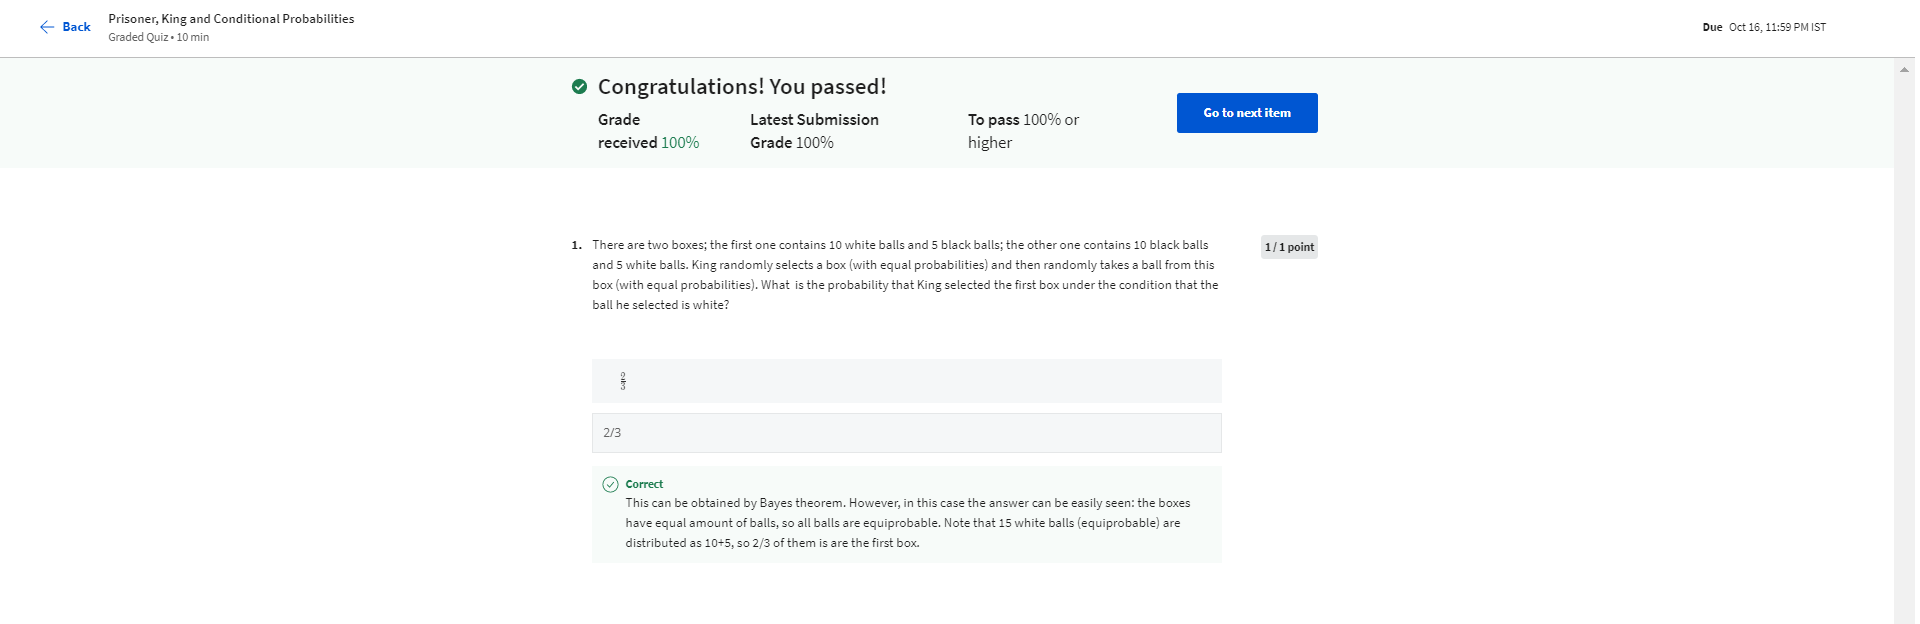 Back
Prisoner, King and Conditional Probabilities
Graded Quiz • 10 min
Due Oct 16, 11:59 PM IST
Congratulations! You passed!
Grade
received 100%
Latest Submission
Grade 100%
To pass 100% or
higher
Go to next item
1. There are two boxes; the first one contains 10 white balls and 5 black balls; the other one contains 10 black balls
and 5 white balls. King randomly selects a box (with equal probabilities) and then randomly takes a ball from this
box (with equal probabilities). What is the probability that King selected the first box under the condition that the
ball he selected is white?
1 / 1 point
2/3
2/3
Correct
This can be obtained by Bayes theorem. However, in this case the answer can be easily seen: the boxes
have equal amount of balls, so all balls are equiprobable. Note that 15 white balls (equiprobable) are
distributed as 10+5, so 2/3 of them is are the first box.